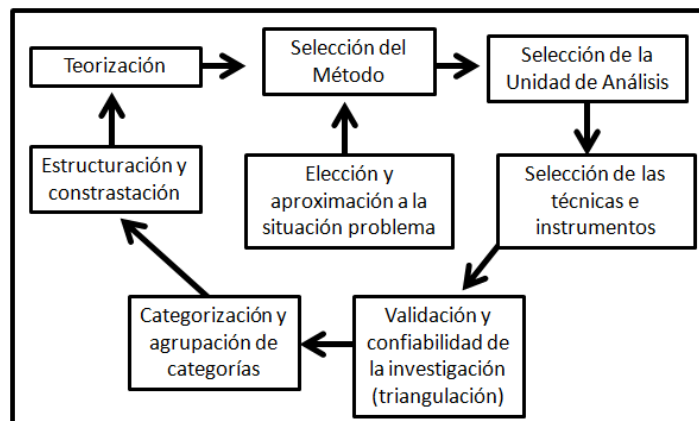 Teorización
Selección del
Método
Selección de la
Unidad de Análisis
Estructuración y
constrastación
Elección y
aproximación a la
situación problema
Selección de las
técnicas e
instrumentos
Categorización y
agrupación de
categorías
Validación y
confiabilidad de
la investigación
(triangulación)